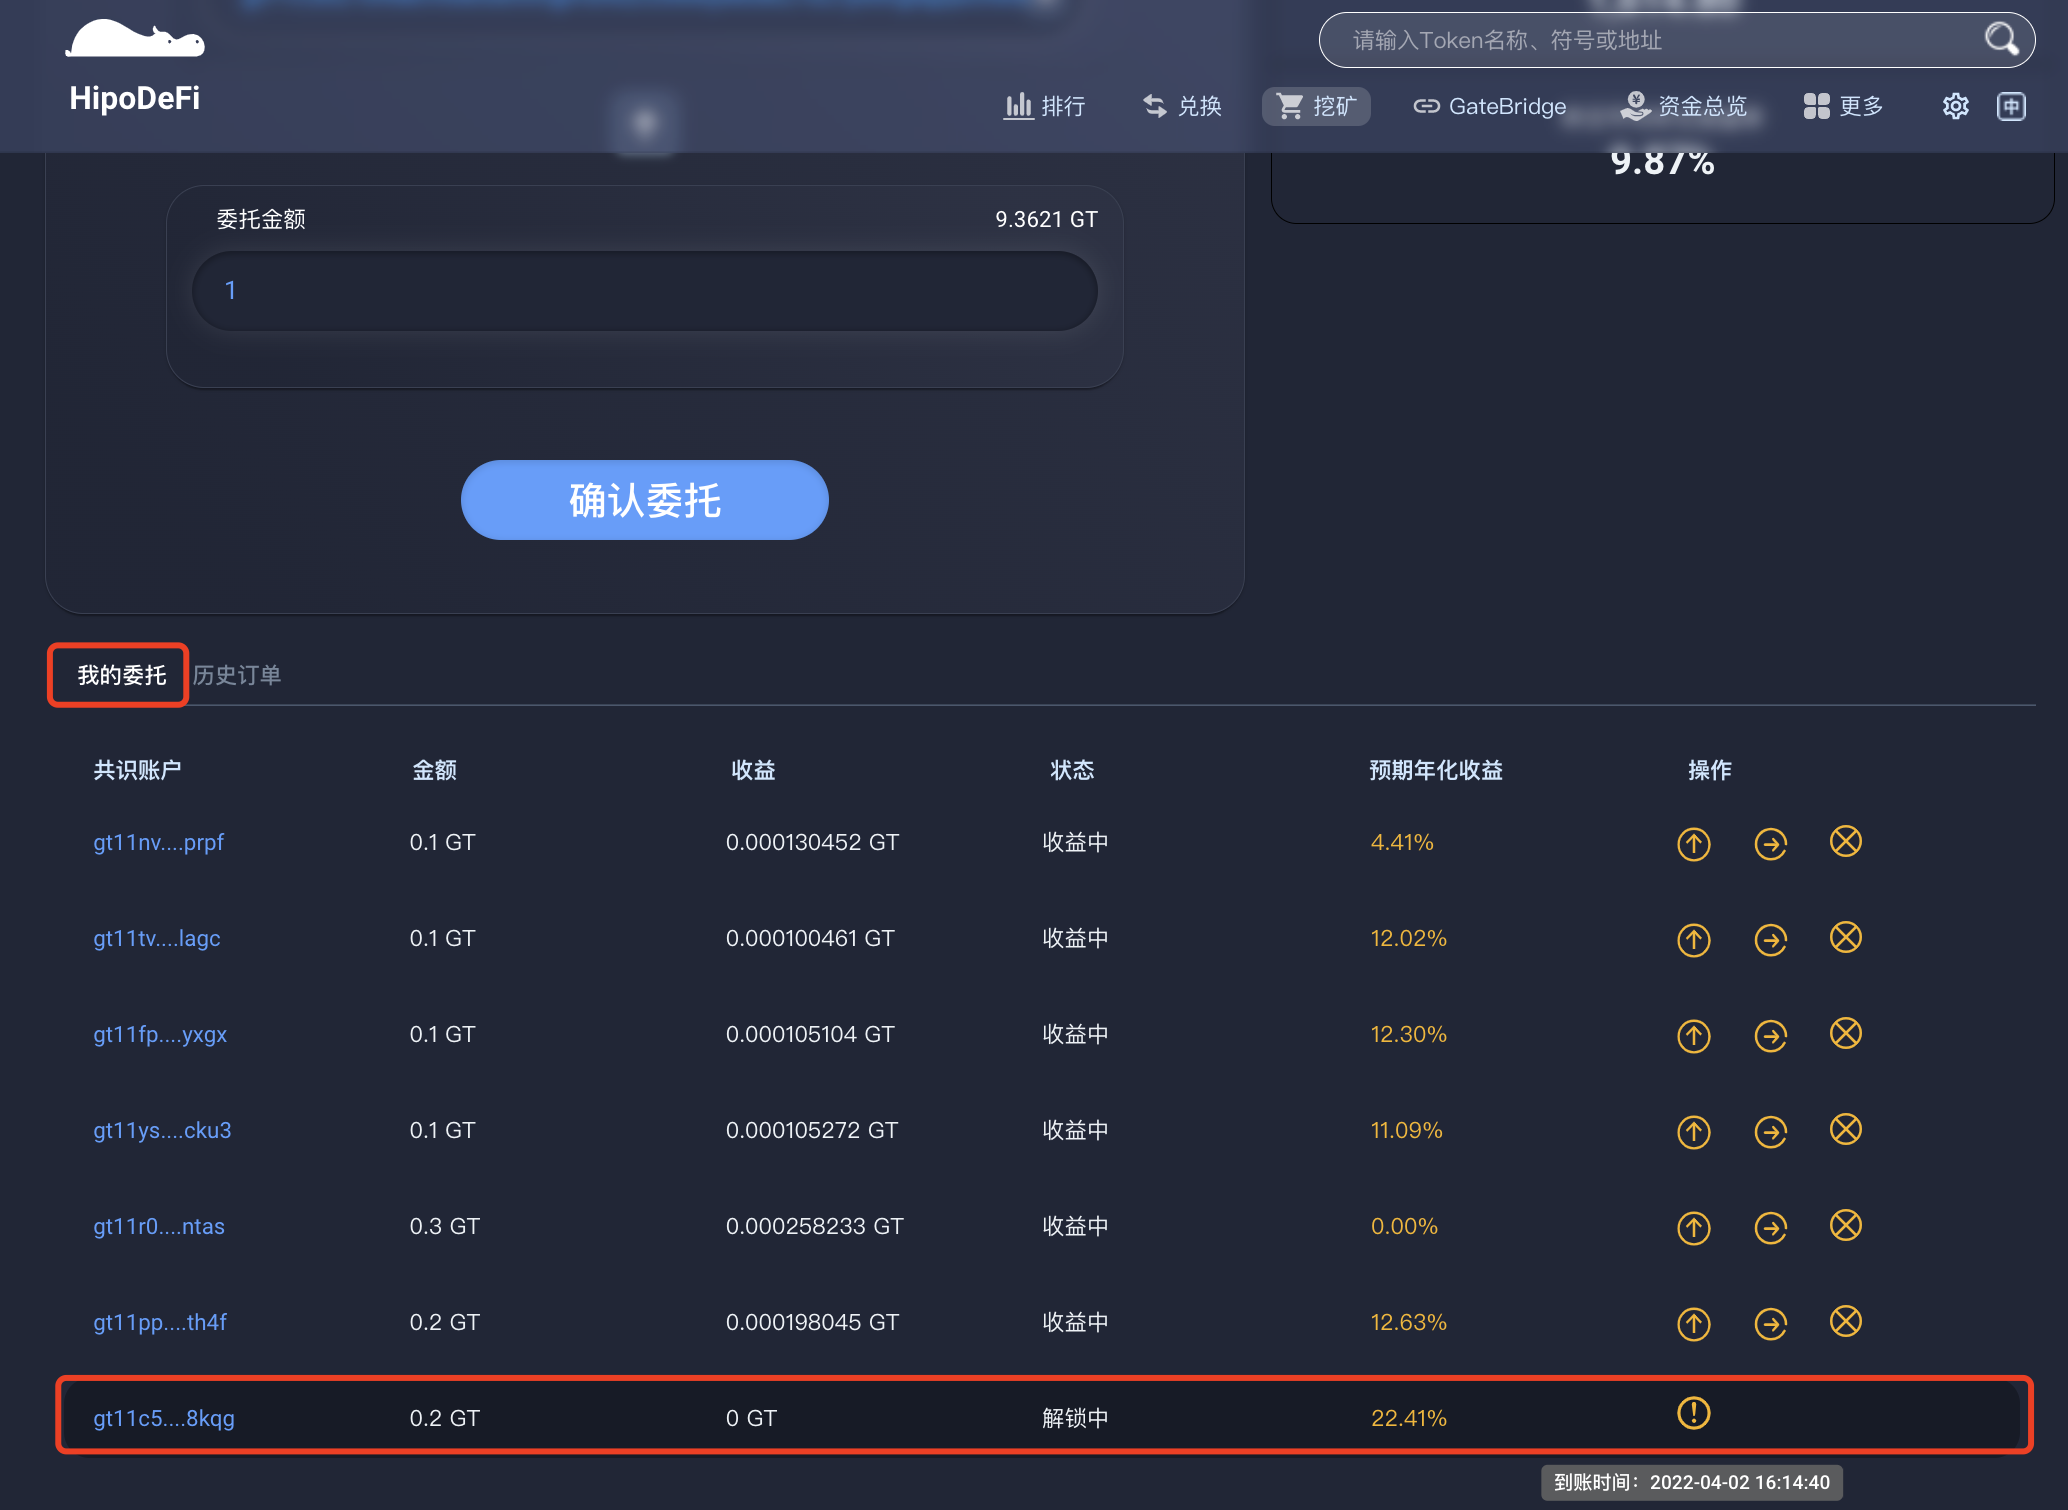 请输入Token名称、符号或地址
HipoDeFi
排行
兑换
挖矿
GateBridge
资金总览
更多
中
9.87%
委托金额
9.3621 GT
1
确认委托
我的委托
历史订单
共识账户 金额 收益 状态 预期年化收益 操作
gt11nv....prpf 0.1 GT 0.000130452 GT 收益中 4.41%
gt11tv....lagc 0.1 GT 0.000100461 GT 收益中 12.02%
gt11fp....yxgx 0.1 GT 0.000105104 GT 收益中 12.30%
gt11ys....cku3 0.1 GT 0.000105272 GT 收益中 11.09%
gt11r0....ntas 0.3 GT 0.000258233 GT 收益中 0.00%
gt11pp....th4f 0.2 GT 0.000198045 GT 收益中 12.63%
gt11c5....8kqg 0.2 GT 0 GT 解锁中 22.41%
到账时间：2022-04-02 16:14:40